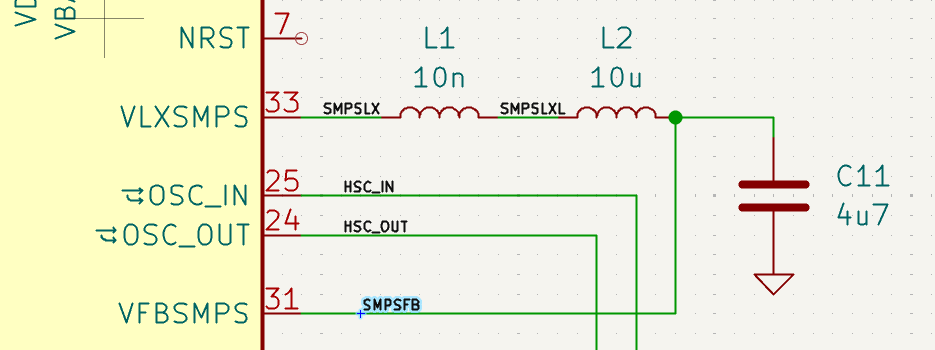 VD
VBA
NRST 7
L1 L2
10n 10u
VLXSMPS 33 SMPSLX SMPSLXL
C11
4u7
OSC_IN 25 HSC_IN
OSC_OUT 24 HSC_OUT
VFBSMPS 31 SMPSFB